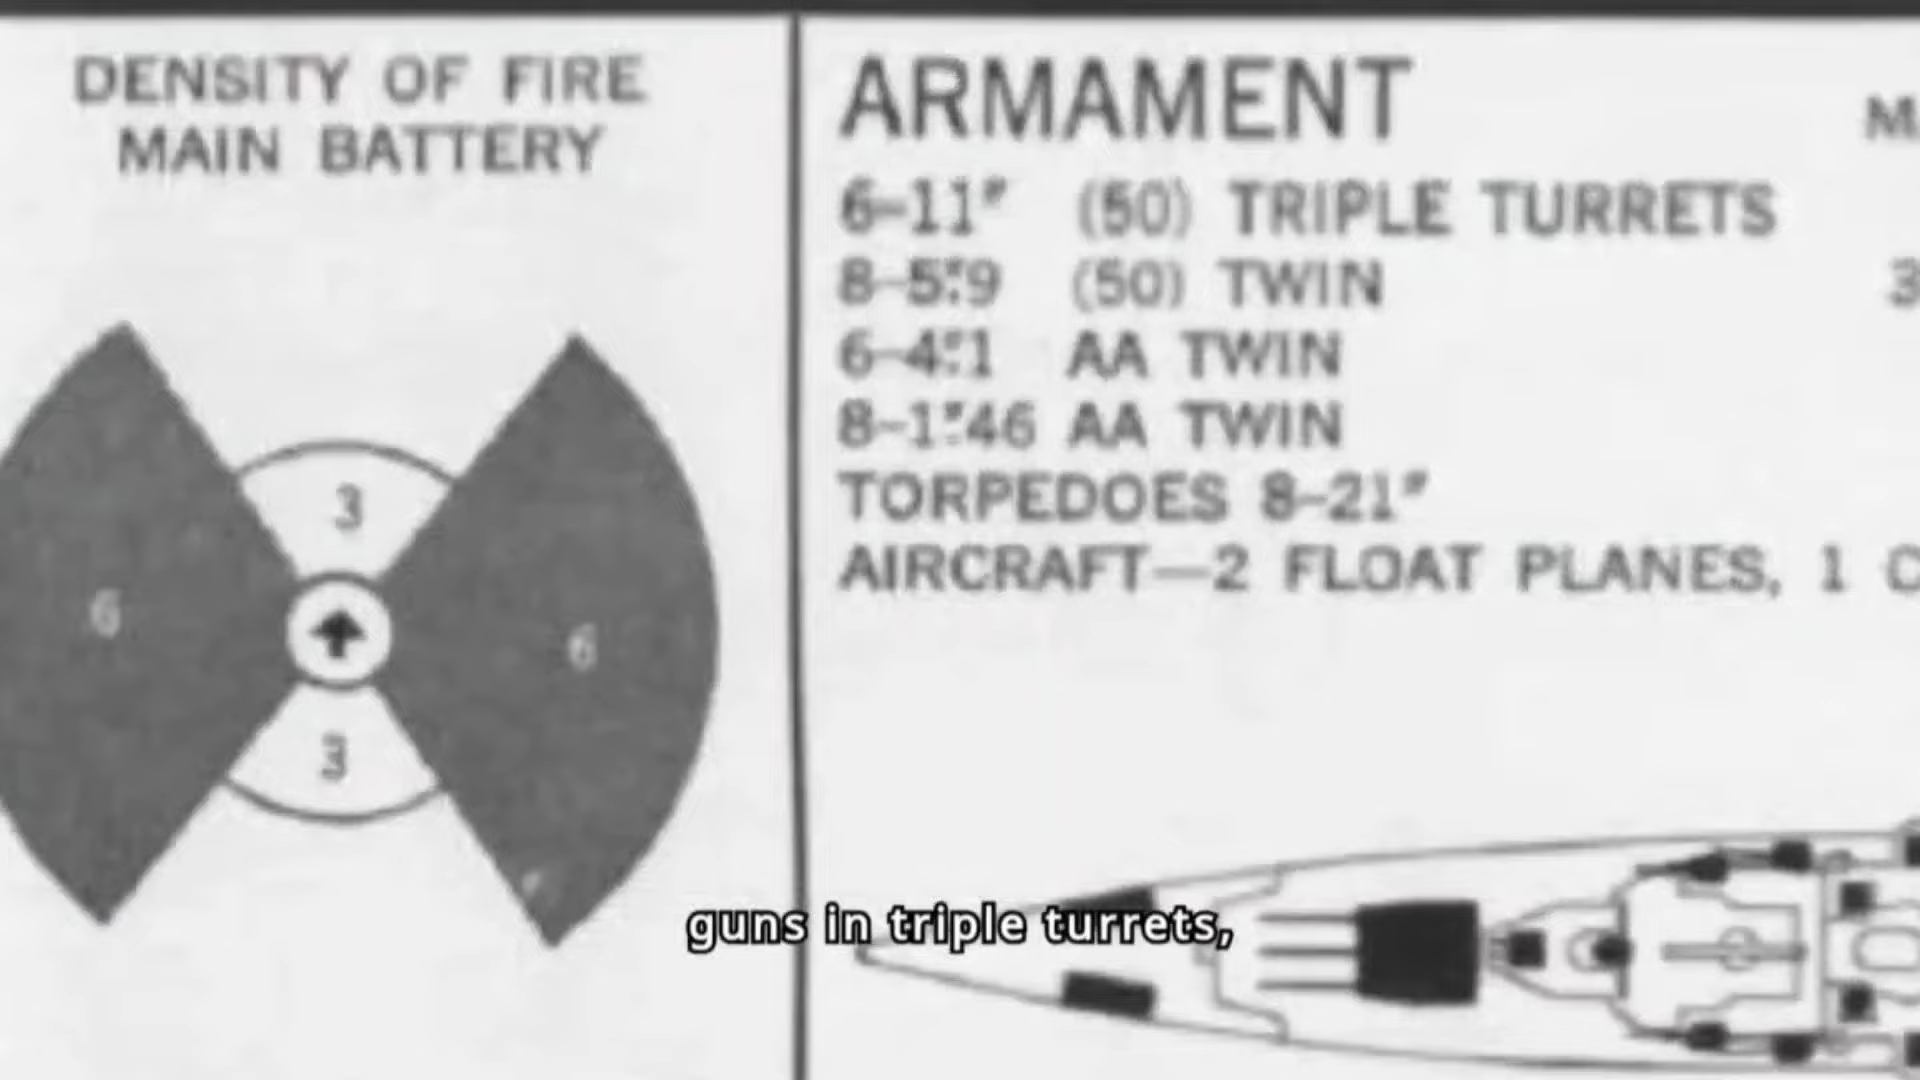 DENSITY OF FIRE
MAIN BATTERY
3
6
6
3
ARMAMENT
6-11" (50) TRIPLE TURRETS
8-5."9 (50) TWIN
6-4."1 AA TWIN
8-1."46 AA TWIN
TORPEDOES 8-21"
AIRCRAFT—2 FLOAT PLANES, 1
guns in triple turrets,